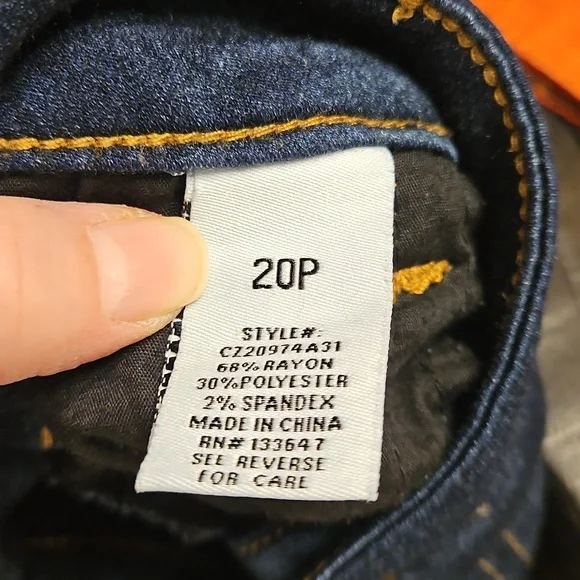 20P
STYLE#:
CZ20974A31
68% RAYON
30%POLYESTER
2% SPANDEX
MADE IN CHINA
RN# 133647
SEE REVERSE
FOR CARE